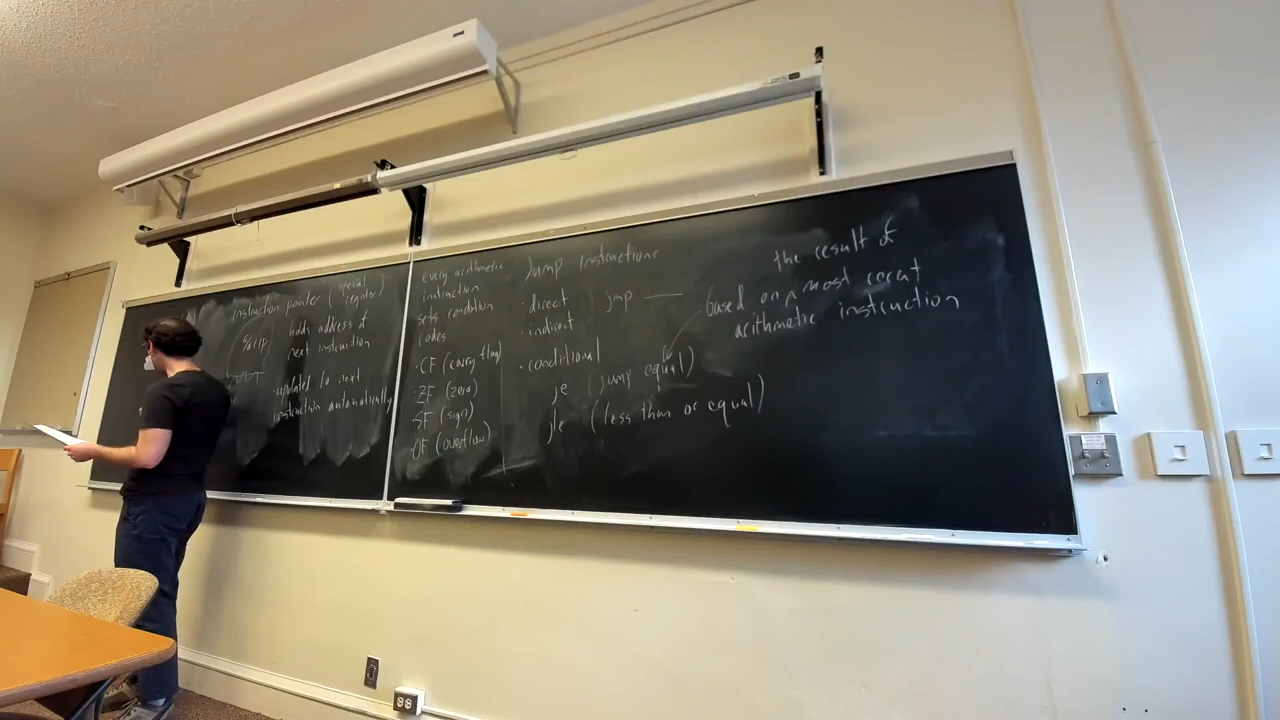 instruction pointer (special
register)
%rip
holds address of
next instruction
·updated to next
instruction automatically
every arithmetic
instruction
sets condition
codes
·CF (carry flag)
·ZF (zero)
·SF (sign)
·OF (overflow)
Jump instructions
·direct jmp
·indirect
·conditional
je (jump equal)
jle (less than or equal)
the result of
based on ^ most recent
arithmetic instruction